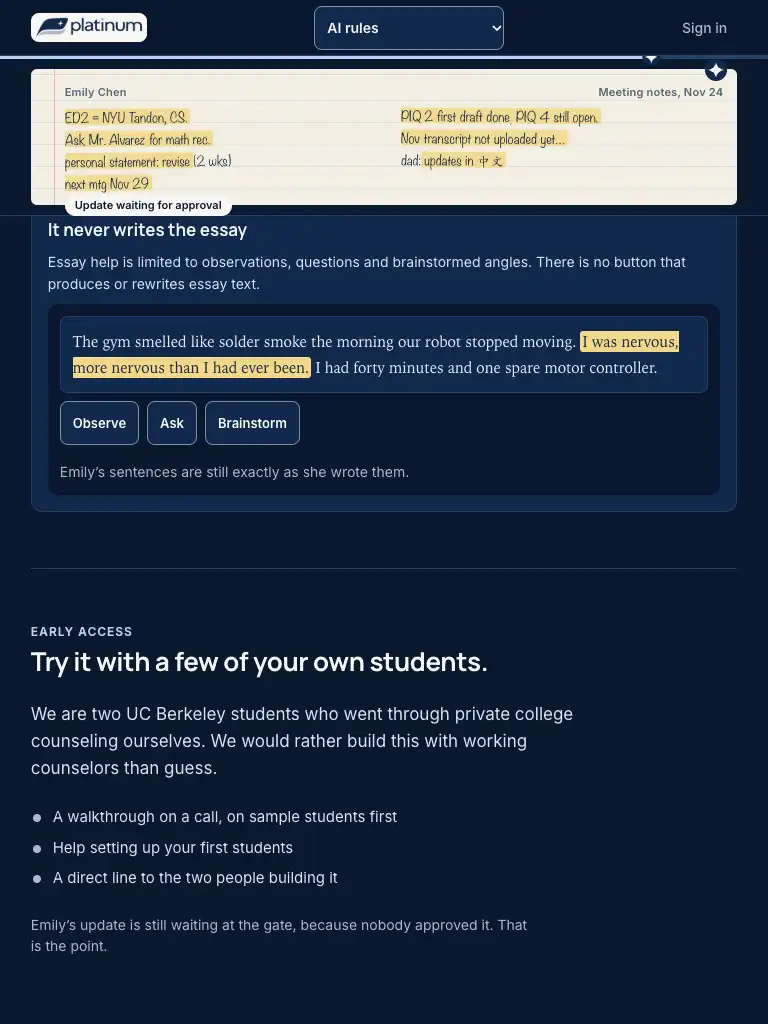 platinum
AI rules
Sign in
Emily Chen
Meeting notes, Nov 24
ED2 = NYU Tandon, CS.
Ask Mr. Alvarez for math rec.
personal statement: revise (2 wks)
next mtg Nov 29
PIQ 2 first draft done, PIQ 4 still open.
Nov transcript not uploaded yet...
dad: updates in 中文
Update waiting for approval
It never writes the essay
Essay help is limited to observations, questions and brainstormed angles. There is no button that
produces or rewrites essay text.
The gym smelled like solder smoke the morning our robot stopped moving. I was nervous,
more nervous than I had ever been. I had forty minutes and one spare motor controller.
Observe
Ask
Brainstorm
Emily’s sentences are still exactly as she wrote them.
EARLY ACCESS
Try it with a few of your own students.
We are two UC Berkeley students who went through private college
counseling ourselves. We would rather build this with working
counselors than guess.
A walkthrough on a call, on sample students first
Help setting up your first students
A direct line to the two people building it
Emily’s update is still waiting at the gate, because nobody approved it. That
is the point.